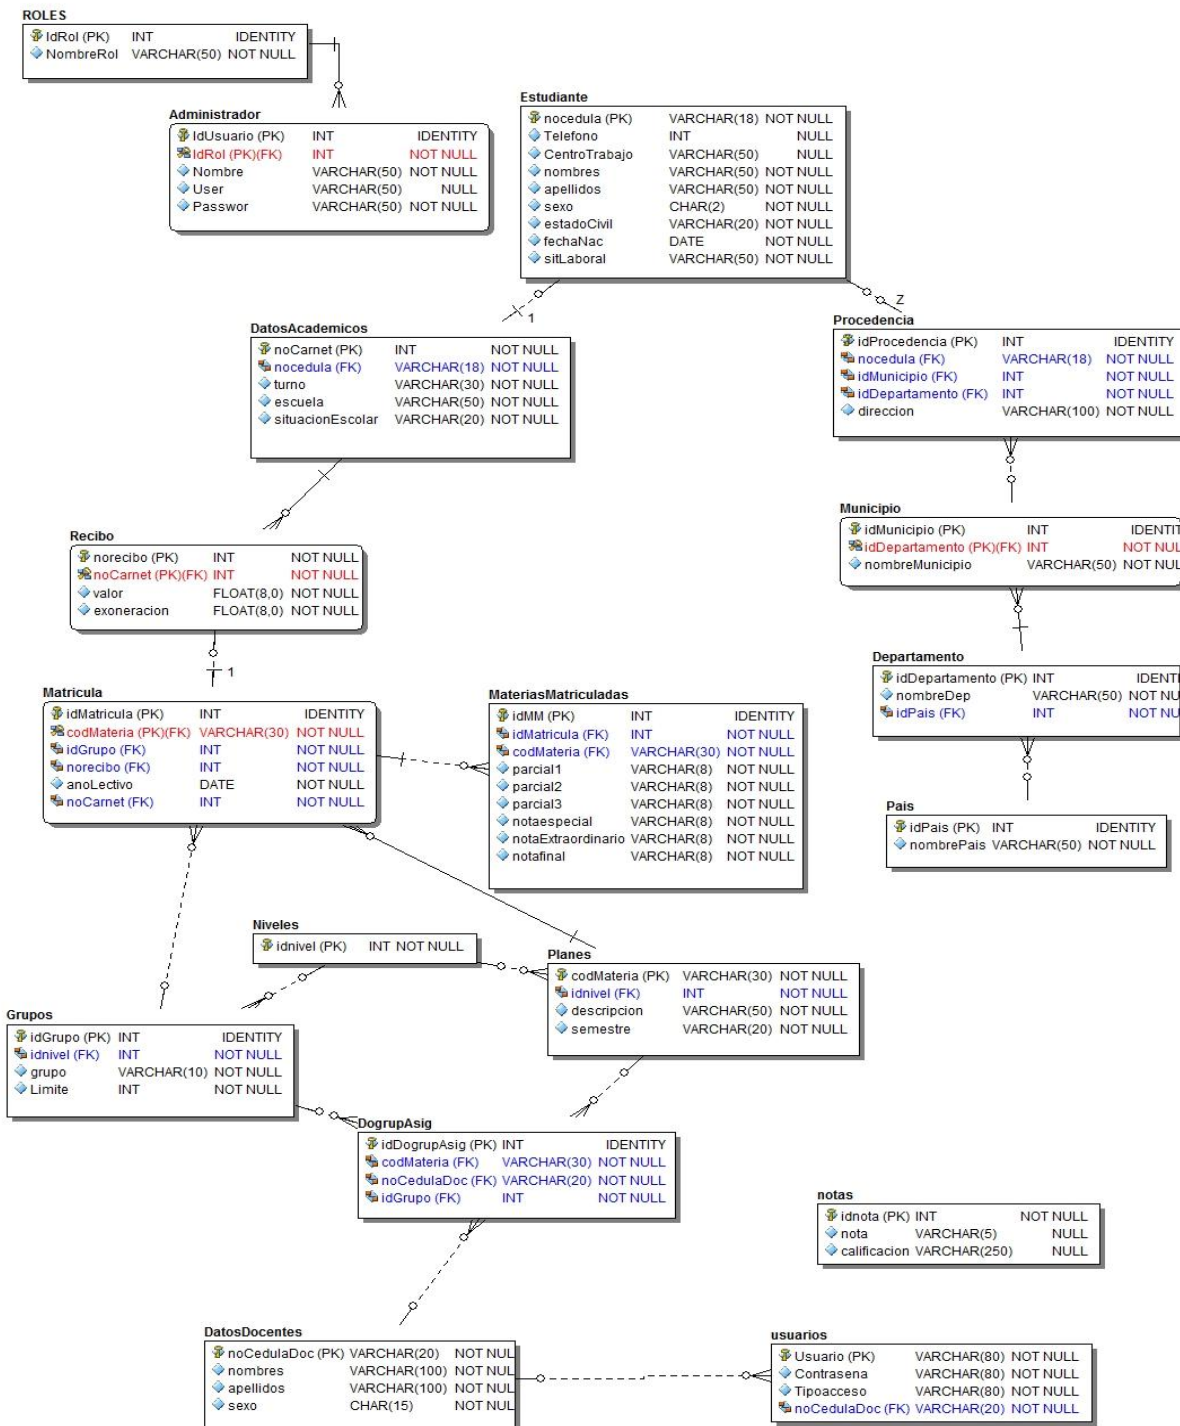 ROLES
IdRol (PK) INT IDENTITY
NombreRol VARCHAR(50) NOT NULL
Administrador
IdUsuario (PK) INT IDENTITY
IdRol (PK)(FK) INT NOT NULL
Nombre VARCHAR(50) NOT NULL
User VARCHAR(50) NULL
Passwor VARCHAR(50) NOT NULL
Estudiante
nocedula (PK) VARCHAR(18) NOT NULL
Telefono INT NULL
CentroTrabajo VARCHAR(50) NULL
nombres VARCHAR(50) NOT NULL
apellidos VARCHAR(50) NOT NULL
sexo CHAR(2) NOT NULL
estadoCivil VARCHAR(20) NOT NULL
fechaNac DATE NOT NULL
sitLaboral VARCHAR(50) NOT NULL
1
Z
DatosAcademicos
noCarnet (PK) INT NOT NULL
nocedula (FK) VARCHAR(18) NOT NULL
turno VARCHAR(30) NOT NULL
escuela VARCHAR(50) NOT NULL
situacionEscolar VARCHAR(20) NOT NULL
Procedencia
idProcedencia (PK) INT IDENTITY
nocedula (FK) VARCHAR(18) NOT NULL
idMunicipio (FK) INT NOT NULL
idDepartamento (FK) INT NOT NULL
direccion VARCHAR(100) NOT NULL
Recibo
norecibo (PK) INT NOT NULL
noCarnet (PK)(FK) INT NOT NULL
valor FLOAT(8,0) NOT NULL
exoneracion FLOAT(8,0) NOT NULL
1
Municipio
idMunicipio (PK) INT IDENTIT
idDepartamento (PK)(FK) INT NOT NUL
nombreMunicipio VARCHAR(50) NOT NUL
Departamento
idDepartamento (PK) INT IDENTI
nombreDep VARCHAR(50) NOT NU
idPais (FK) INT NOT NU
Pais
idPais (PK) INT IDENTITY
nombrePais VARCHAR(50) NOT NULL
Matricula
idMatricula (PK) INT IDENTITY
codMateria (PK)(FK) VARCHAR(30) NOT NULL
idGrupo (FK) INT NOT NULL
norecibo (FK) INT NOT NULL
anoLectivo DATE NOT NULL
noCarnet (FK) INT NOT NULL
MateriasMatriculadas
idMM (PK) INT IDENTITY
idMatricula (FK) INT NOT NULL
codMateria (FK) VARCHAR(30) NOT NULL
parcial1 VARCHAR(8) NOT NULL
parcial2 VARCHAR(8) NOT NULL
parcial3 VARCHAR(8) NOT NULL
notaespecial VARCHAR(8) NOT NULL
notaExtraordinario VARCHAR(8) NOT NULL
notafinal VARCHAR(8) NOT NULL
Niveles
idnivel (PK) INT NOT NULL
Planes
codMateria (PK) VARCHAR(30) NOT NULL
idnivel (FK) INT NOT NULL
descripcion VARCHAR(50) NOT NULL
semestre VARCHAR(20) NOT NULL
Grupos
idGrupo (PK) INT IDENTITY
idnivel (FK) INT NOT NULL
grupo VARCHAR(10) NOT NULL
Limite INT NOT NULL
DogrupAsig
idDogrupAsig (PK) INT IDENTITY
codMateria (FK) VARCHAR(30) NOT NULL
noCedulaDoc (FK) VARCHAR(20) NOT NULL
idGrupo (FK) INT NOT NULL
notas
idnota (PK) INT NOT NULL
nota VARCHAR(5) NULL
calificacion VARCHAR(250) NULL
DatosDocentes
noCedulaDoc (PK) VARCHAR(20) NOT NUL
nombres VARCHAR(100) NOT NUL
apellidos VARCHAR(100) NOT NUL
sexo CHAR(15) NOT NUL
usuarios
Usuario (PK) VARCHAR(80) NOT NULL
Contrasena VARCHAR(80) NOT NULL
Tipoacceso VARCHAR(80) NOT NULL
noCedulaDoc (FK) VARCHAR(20) NOT NULL